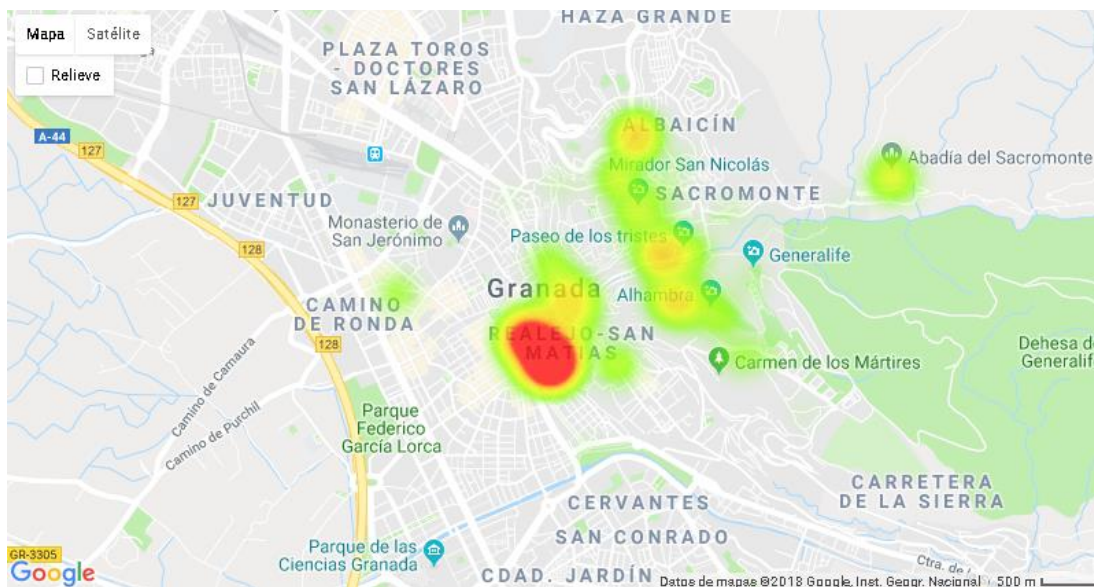 Mapa Satélite
Relieve
HAZA GRANDE
PLAZA TOROS
- DOCTORES
SAN LÁZARO
ALBAICÍN
A-44
127
Mirador San Nicolás
Abadía del Sacromonte
127
JUVENTUD
SACROMONTE
Monasterio de
San Jerónimo
Paseo de los tristes
128
Generalife
Granada
Alhambra
CAMINO
DE RONDA
REALEJO-SAN
MATÍAS
128
Carmen de los Mártires
Dehesa de
Generalife
Camino de Camaura
Camino de Purchil
Parque
Federico
García Lorca
CARRETERA
DE LA SIERRA
CERVANTES
SAN CONRADO
Parque de las
Ciencias Granada
GR-3305
Google
CDAD. JARDÍN
Ctra. de
Datos de mapas ©2018 Google, Inst. Geogr. Nacional 500 m